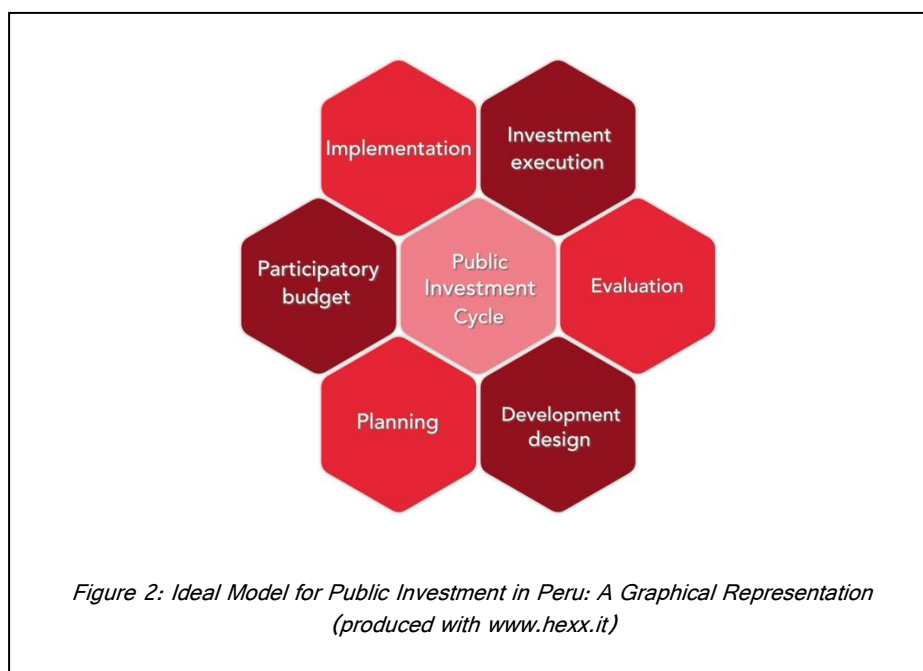 Implementation
Investment
execution
Participatory
budget
Public
Investment
Cycle
Evaluation
Planning
Development
design
Figure 2: Ideal Model for Public Investment in Peru: A Graphical Representation
(produced with www.hexx.it)